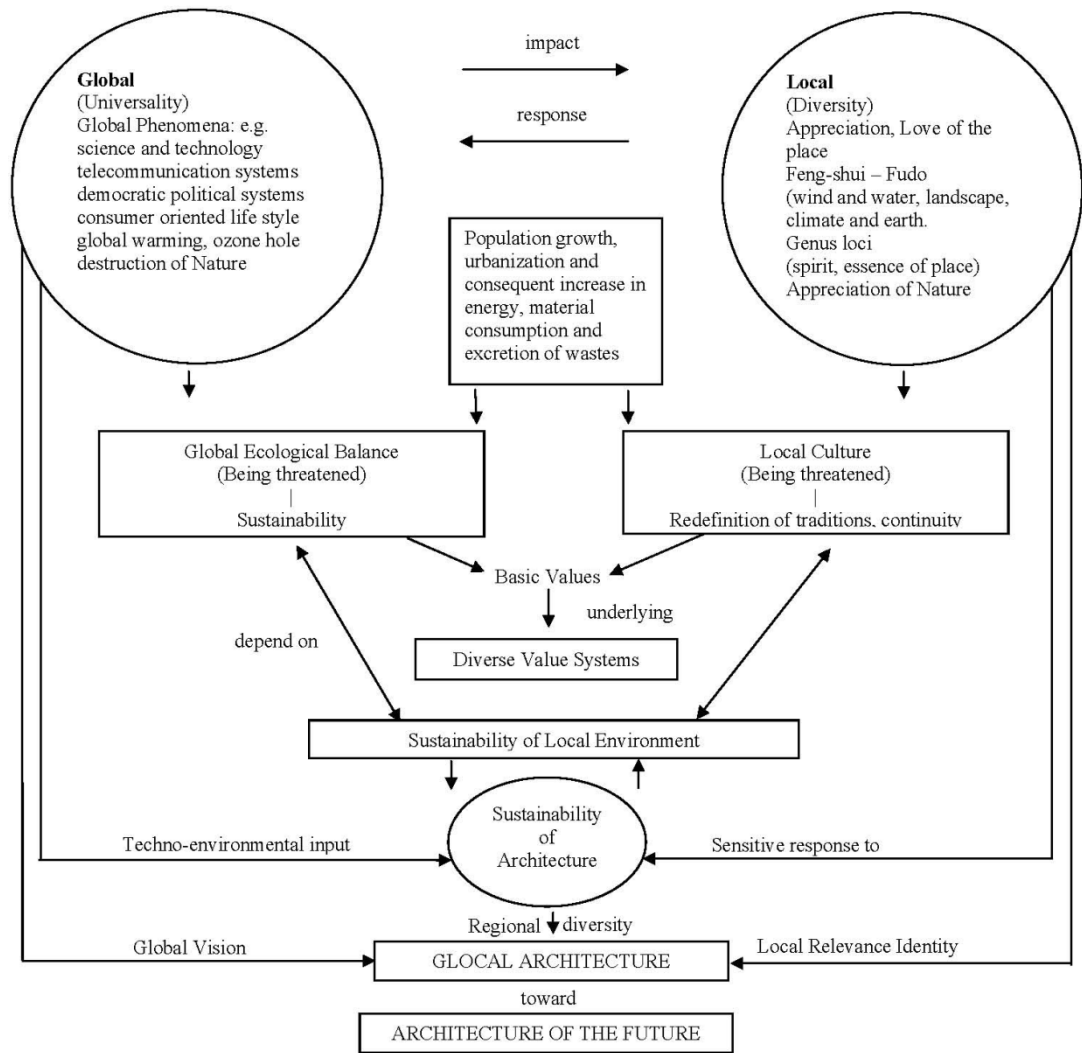 impact
response
Global
(Universality)
Global Phenomena: e.g.
science and technology
telecommunication systems
democratic political systems
consumer oriented life style
global warming, ozone hole
destruction of Nature
Local
(Diversity)
Appreciation, Love of the
place
Feng-shui – Fudo
(wind and water, landscape,
climate and earth.
Genus loci
(spirit, essence of place)
Appreciation of Nature
Population growth,
urbanization and
consequent increase in
energy, material
consumption and
excretion of wastes
Global Ecological Balance
(Being threatened)
|
Sustainability
Local Culture
(Being threatened)
|
Redefinition of traditions, continuity
Basic Values
underlying
depend on
Diverse Value Systems
Sustainability of Local Environment
Sustainability
of
Architecture
Techno-environmental input
Sensitive response to
Regional diversity
Global Vision
Local Relevance Identity
GLOCAL ARCHITECTURE
toward
ARCHITECTURE OF THE FUTURE